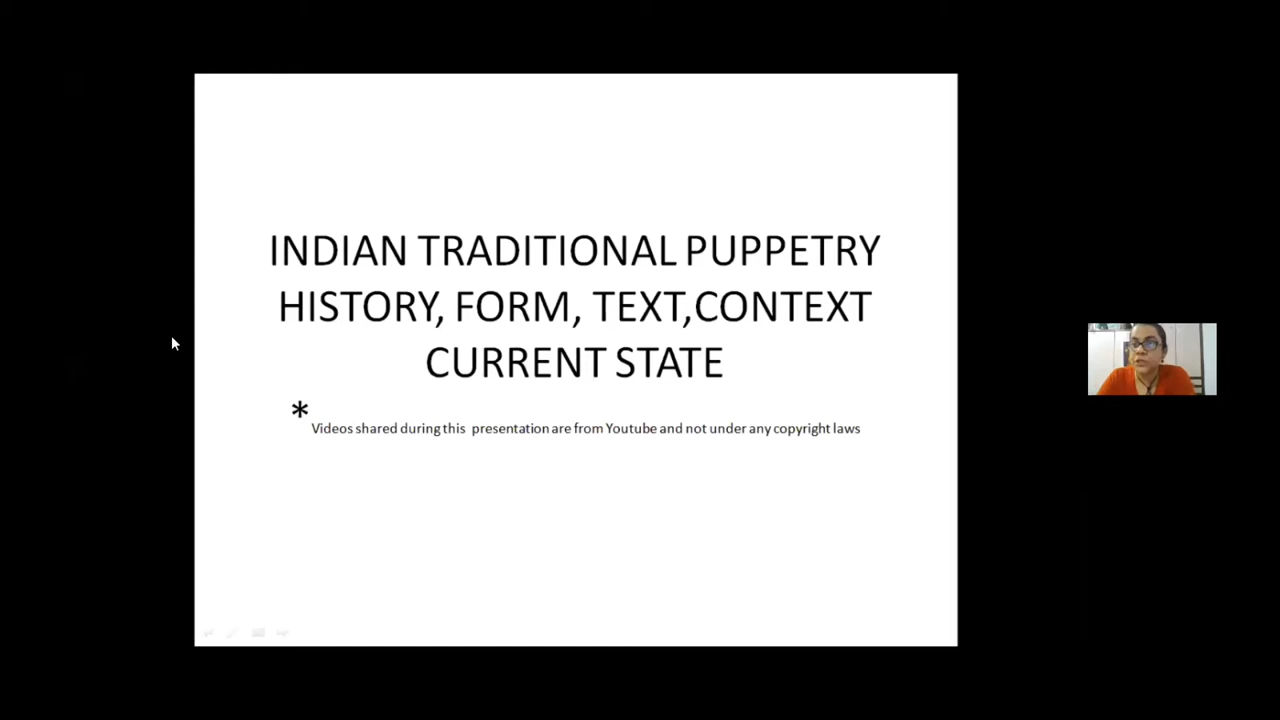 INDIAN TRADITIONAL PUPPETRY
HISTORY, FORM, TEXT,CONTEXT
CURRENT STATE
* Videos shared during this presentation are from Youtube and not under any copyright laws